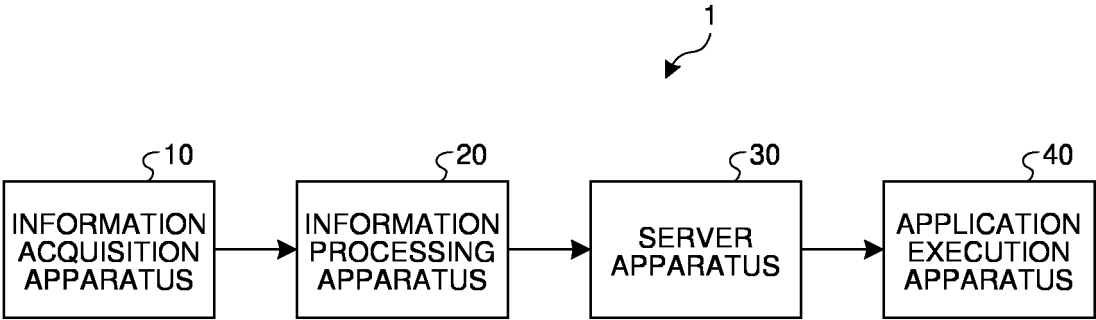 1
10
20
30
40
INFORMATION
ACQUISITION
APPARATUS
INFORMATION
PROCESSING
APPARATUS
SERVER
APPARATUS
APPLICATION
EXECUTION
APPARATUS